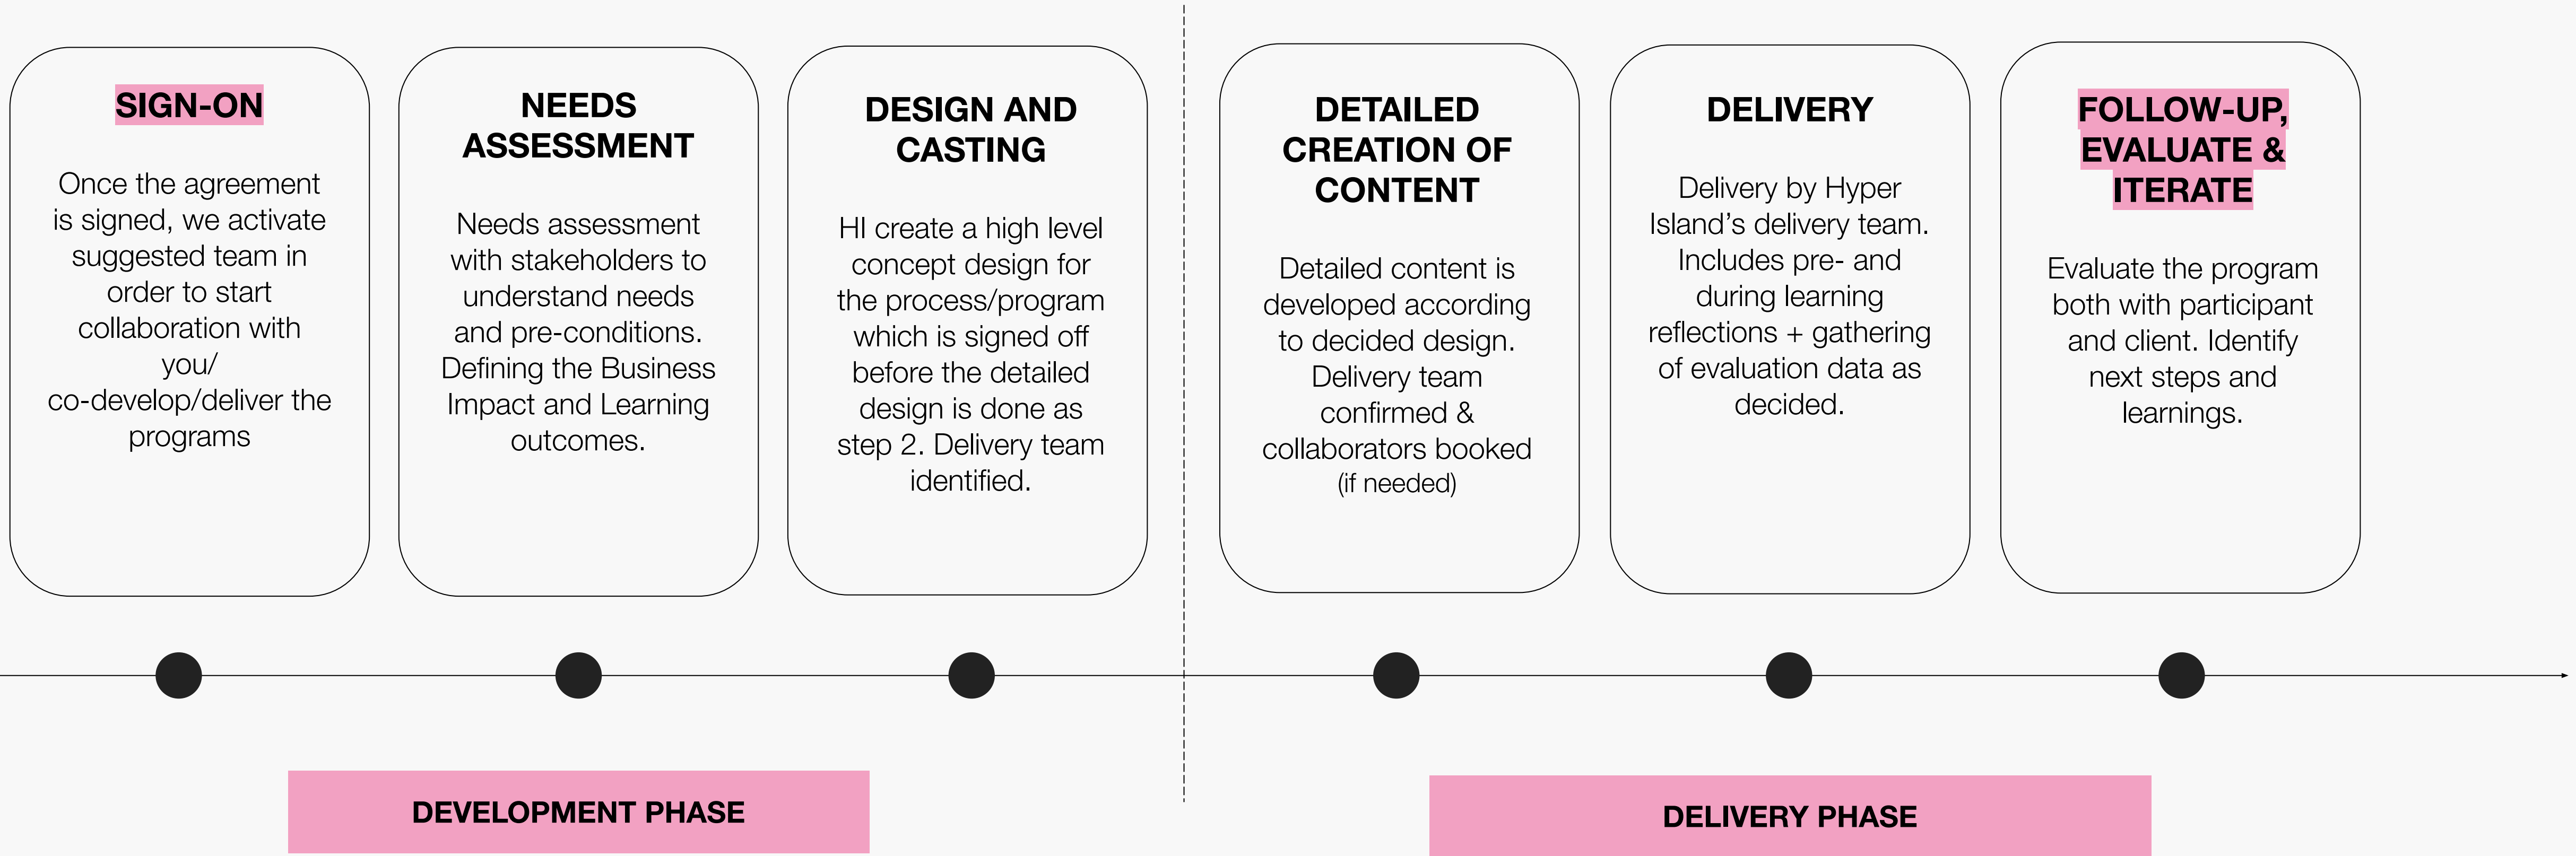 SIGN-ON
Once the agreement
is signed, we activate
suggested team in
order to start
collaboration with
you/
co-develop/deliver the
programs
NEEDS
ASSESSMENT
Needs assessment
with stakeholders to
understand needs
and pre-conditions.
Defining the Business
Impact and Learning
outcomes.
DESIGN AND
CASTING
HI create a high level
concept design for
the process/program
which is signed off
before the detailed
design is done as
step 2. Delivery team
identified.
DETAILED
CREATION OF
CONTENT
Detailed content is
developed according
to decided design.
Delivery team
confirmed &
collaborators booked
(if needed)
DELIVERY
Delivery by Hyper
Island’s delivery team.
Includes pre- and
during learning
reflections + gathering
of evaluation data as
decided.
FOLLOW-UP,
EVALUATE &
ITERATE
Evaluate the program
both with participant
and client. Identify
next steps and
learnings.
DEVELOPMENT PHASE
DELIVERY PHASE